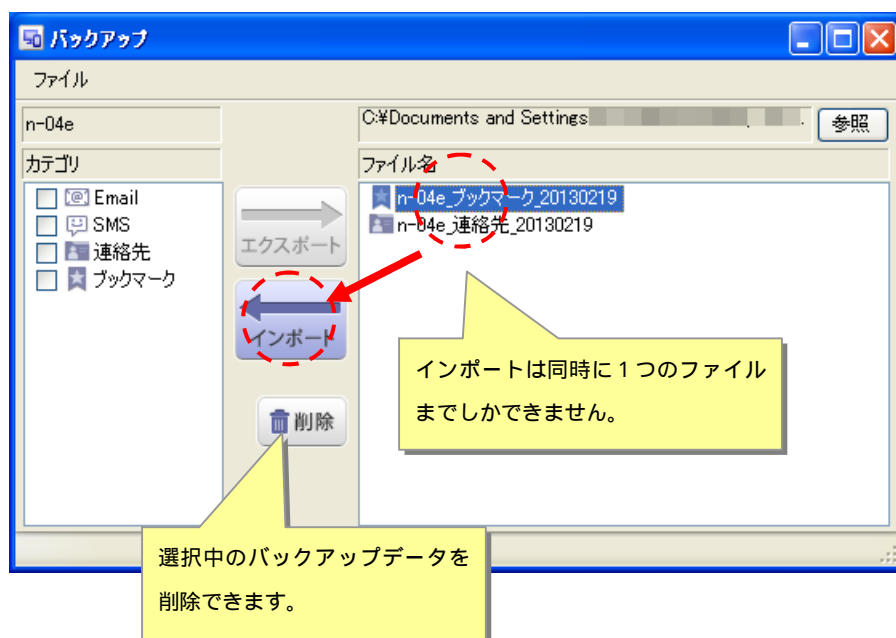 バックアップ
ファイル
n-04e
C:¥Documents and Settings
参照
カテゴリ
ファイル名
Email
SMS
連絡先
ブックマーク
エクスポート
インポート
削除
n-04e_ブックマーク_20130219
n-04e_連絡先_20130219
インポートは同時に１つのファイル
までしかできません。
選択中のバックアップデータを
削除できます。